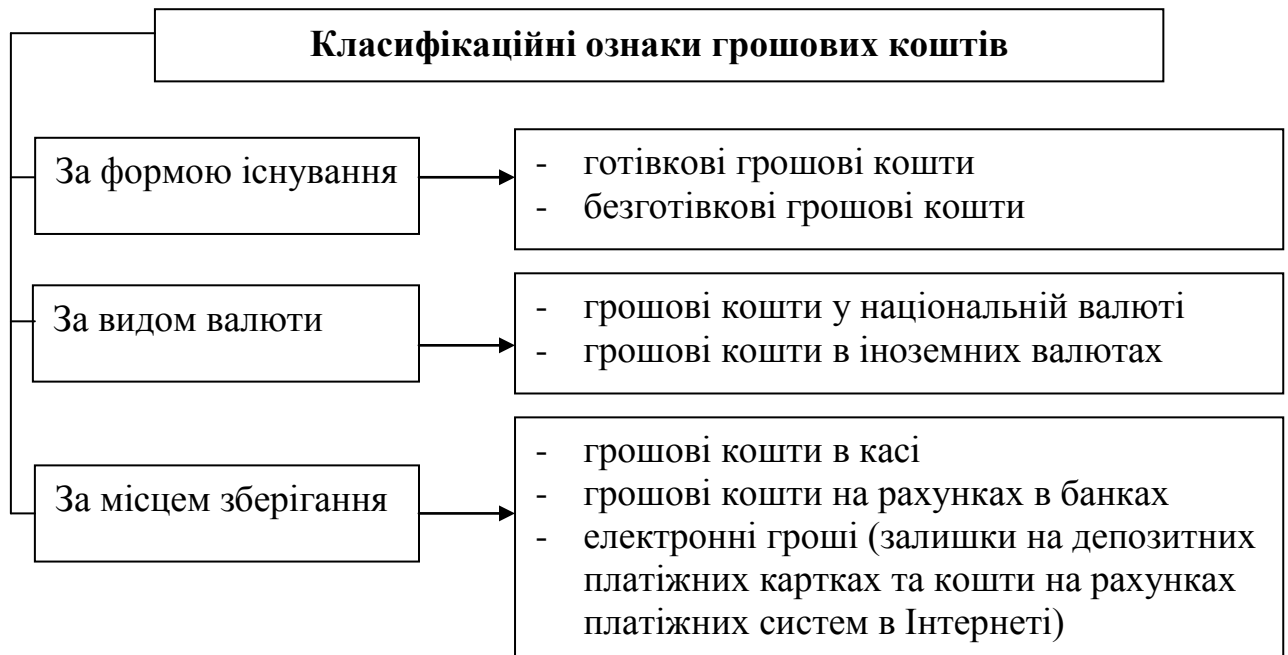 Класифікаційні ознаки грошових коштів
За формою існування
- готівкові грошові кошти
- безготівкові грошові кошти
За видом валюти
- грошові кошти у національній валюті
- грошові кошти в іноземних валютах
За місцем зберігання
- грошові кошти в касі
- грошові кошти на рахунках в банках
- електронні гроші (залишки на депозитних
платіжних картках та кошти на рахунках
платіжних систем в Інтернеті)